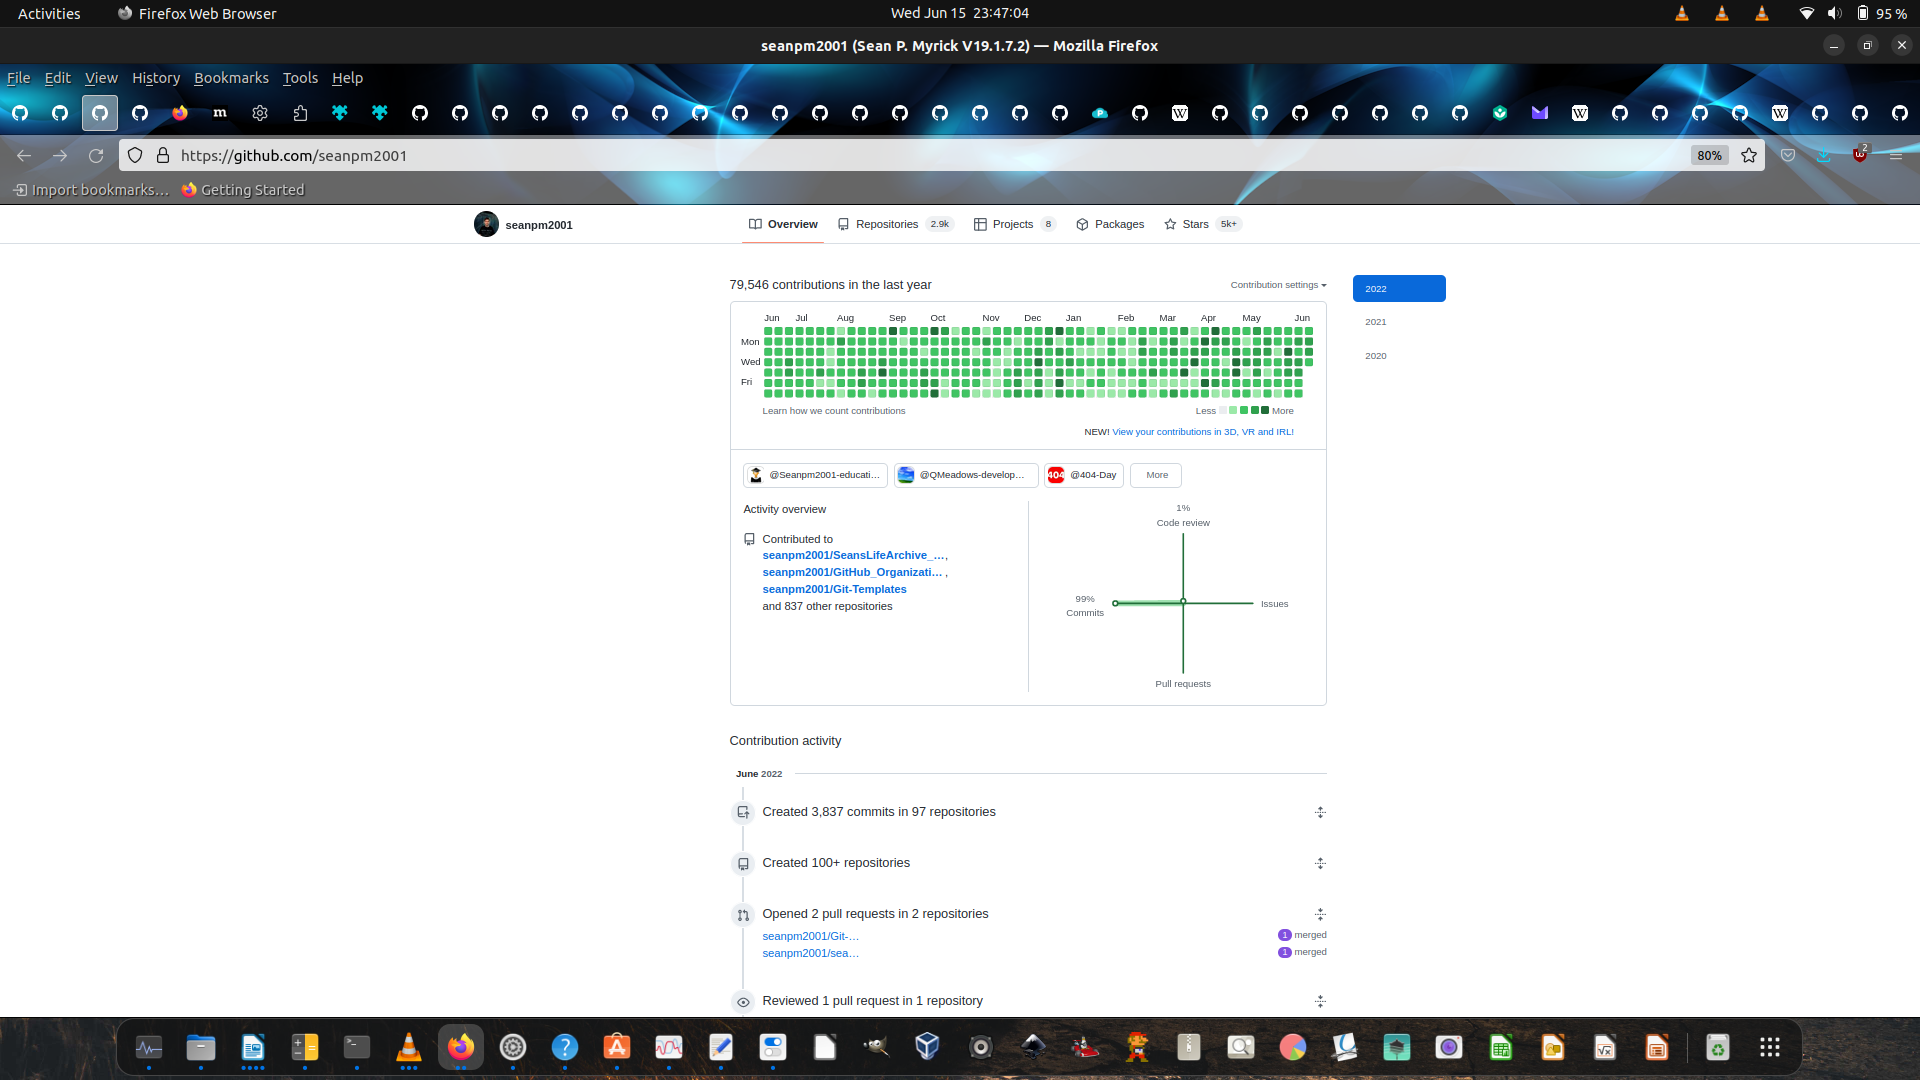 Activities
Firefox Web Browser
Wed Jun 15 23:47:04
95 %
seanpm2001 (Sean P. Myrick V19.1.7.2) — Mozilla Firefox
File Edit View History Bookmarks Tools Help
https://github.com/seanpm2001
80%
2
Import bookmarks…
Getting Started
seanpm2001
Overview
Repositories 2.9k
Projects 8
Packages
Stars 5k+
79,546 contributions in the last year
Contribution settings
2022
2021
2020
Jun Jul Aug Sep Oct Nov Dec Jan Feb Mar Apr May Jun
Mon
Wed
Fri
Learn how we count contributions
Less More
NEW! View your contributions in 3D, VR and IRL!
@Seanpm2001-educati…
@QMeadows-develop…
404 @404-Day
More
Activity overview
Contributed to
seanpm2001/SeansLifeArchive_…,
seanpm2001/GitHub_Organizati… ,
seanpm2001/Git-Templates
and 837 other repositories
1%
Code review
99%
Commits
Issues
Pull requests
Contribution activity
June 2022
Created 3,837 commits in 97 repositories
Created 100+ repositories
Opened 2 pull requests in 2 repositories
seanpm2001/Git-…
1 merged
seanpm2001/sea…
1 merged
Reviewed 1 pull request in 1 repository